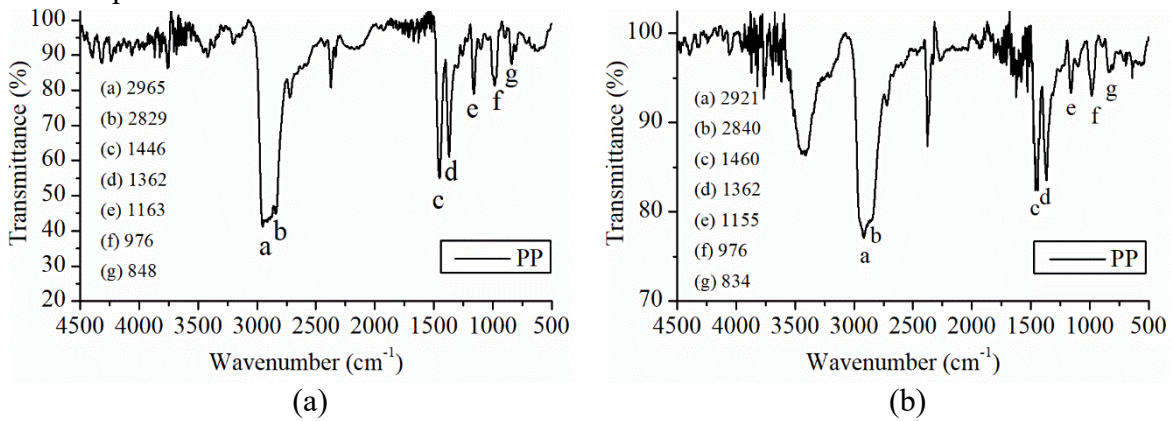 100
90
80
70
60
50
40
30
20
Transmittance (%)
(a) 2965
(b) 2829
(c) 1446
(d) 1362
(e) 1163
(f) 976
(g) 848
a
b
c
d
e
f
g
PP
4500 4000 3500 3000 2500 2000 1500 1000 500
Wavenumber (cm⁻¹)
(a)
100
90
80
70
Transmittance (%)
(a) 2921
(b) 2840
(c) 1460
(d) 1362
(e) 1155
(f) 976
(g) 834
a
b
c
d
e
f
g
PP
4500 4000 3500 3000 2500 2000 1500 1000 500
Wavenumber (cm⁻¹)
(b)